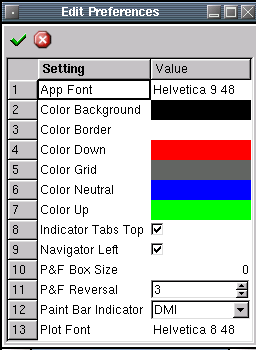 Edit Preferences
Setting Value
1 App Font Helvetica 9 48
2 Color Background
3 Color Border
4 Color Down
5 Color Grid
6 Color Neutral
7 Color Up
8 Indicator Tabs Top
9 Navigator Left
10 P&F Box Size 0
11 P&F Reversal 3
12 Paint Bar Indicator DMI
13 Plot Font Helvetica 8 48